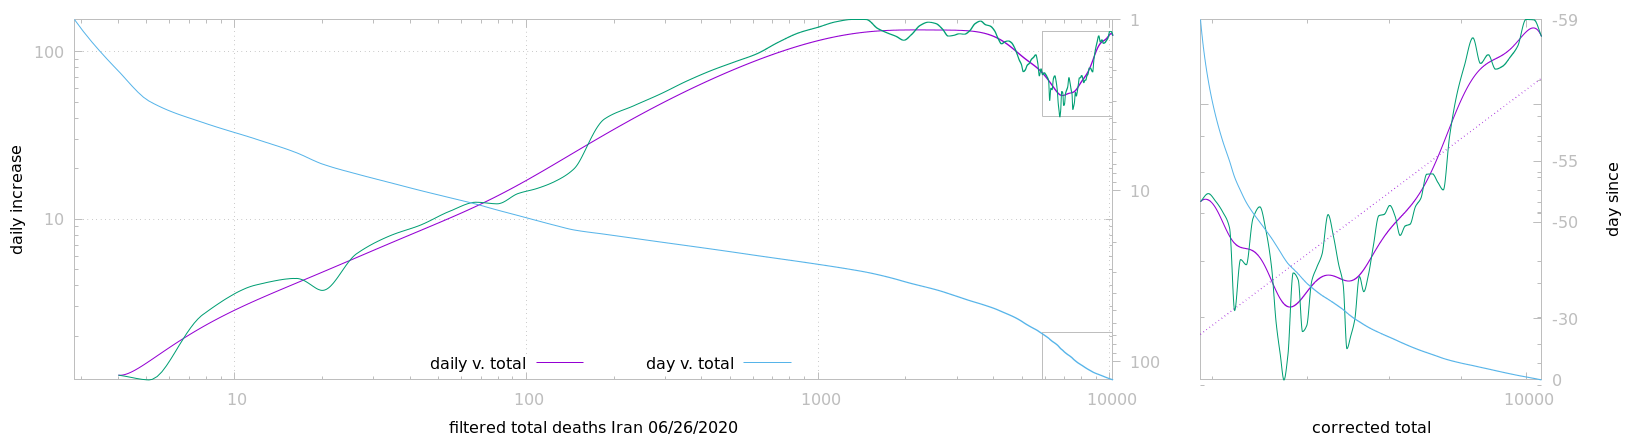 100
10
daily increase
1
10
100
daily v. total
day v. total
10
100
1000
10000
filtered total deaths Iran 06/26/2020
-59
-55
-50
-30
0
day since
10000
corrected total